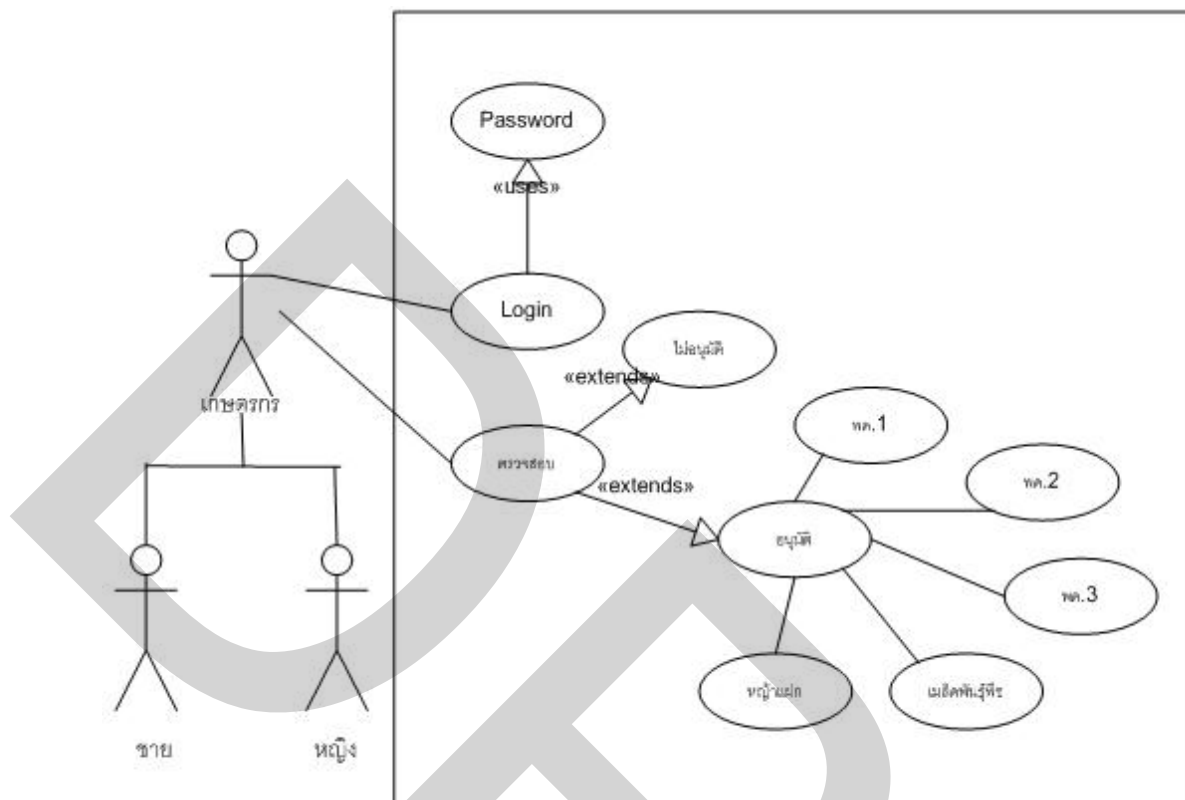 Password
«uses»
Login
ไม่อนุมัติ
«extends»
เกษตรกร
พด.1
ตรวจสอบ
«extends»
พด.2
อนุมัติ
พด.3
หญ้าแฝก
เมล็ดพันธุ์พืช
ชาย
หญิง